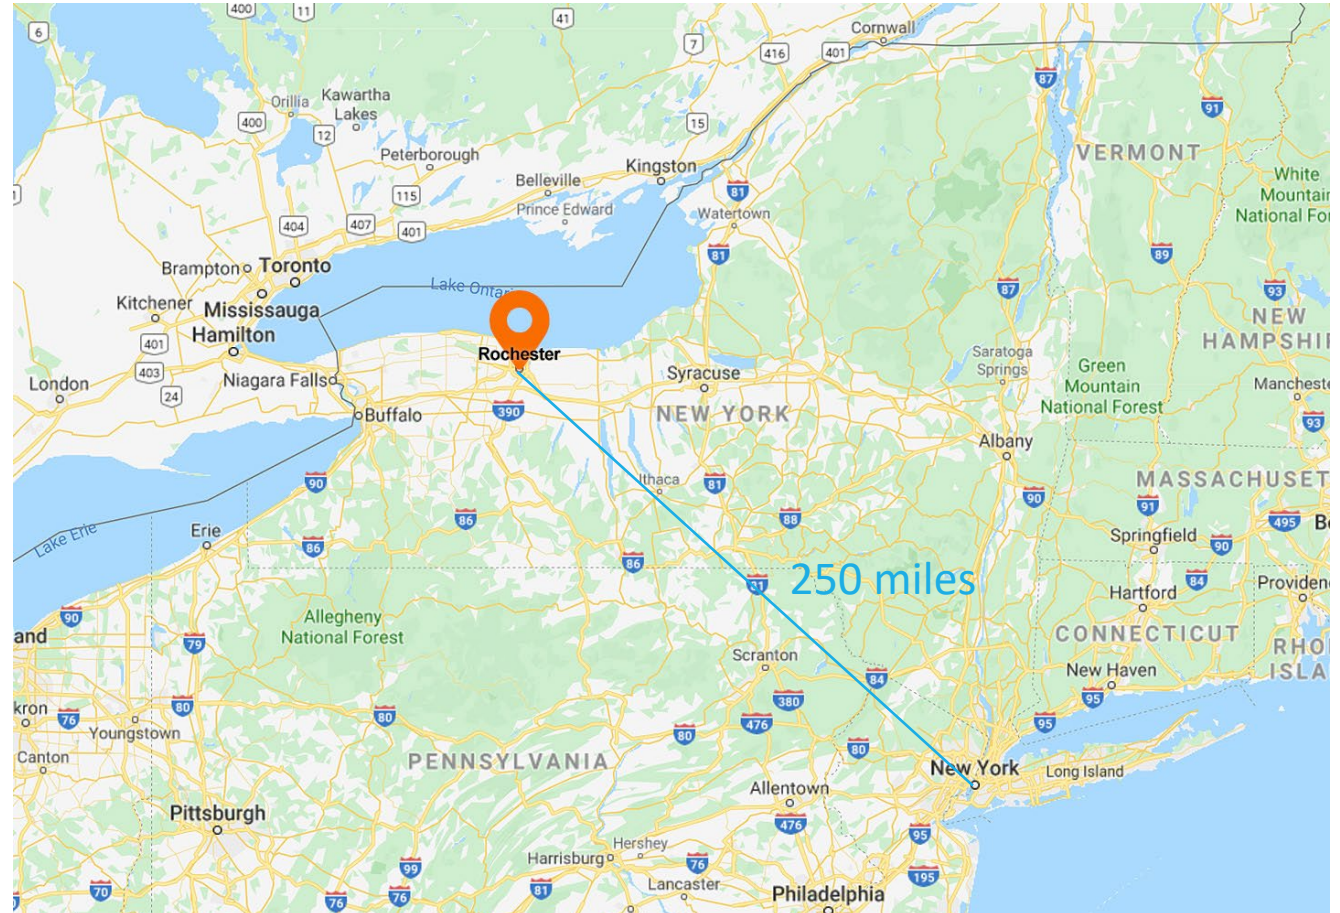 400
11
41
6
Cornwall
7
416
401
87
Orillia
Kawartha
Lakes
400
12
15
91
Peterborough
Kingston
VERMONT
Belleville
115
81
White
Mountain
National For
Prince Edward
Watertown
404
407
401
81
89
Brampton
Toronto
Lake Ontar
87
93
Kitchener
Mississauga
Hamilton
NEW
HAMPSHIR
401
Rochester
Saratoga
Springs
Green
Mountain
National Forest
403
London
24
Niagara Falls
Syracuse
Mancheste
Buffalo
390
NEW YORK
93
Albany
90
Ithaca
81
90
MASSACHUSET
91
86
88
495
Bo
Lake Erie
Erie
86
86
Springfield
90
81
250 miles
84
Providen
Hartford
90
Allegheny
National Forest
and
79
CONNECTICUT
RHO
ISLA
Scranton
84
New Haven
380
95
kron
76
80
80
476
95
Youngstown
80
80
Canton
PENNSYLVANIA
New York
Long Island
Allentown
Pittsburgh
476
95
Hershey
Harrisburg
99
76
195
70
76
76
81
Lancaster
Philadelphia